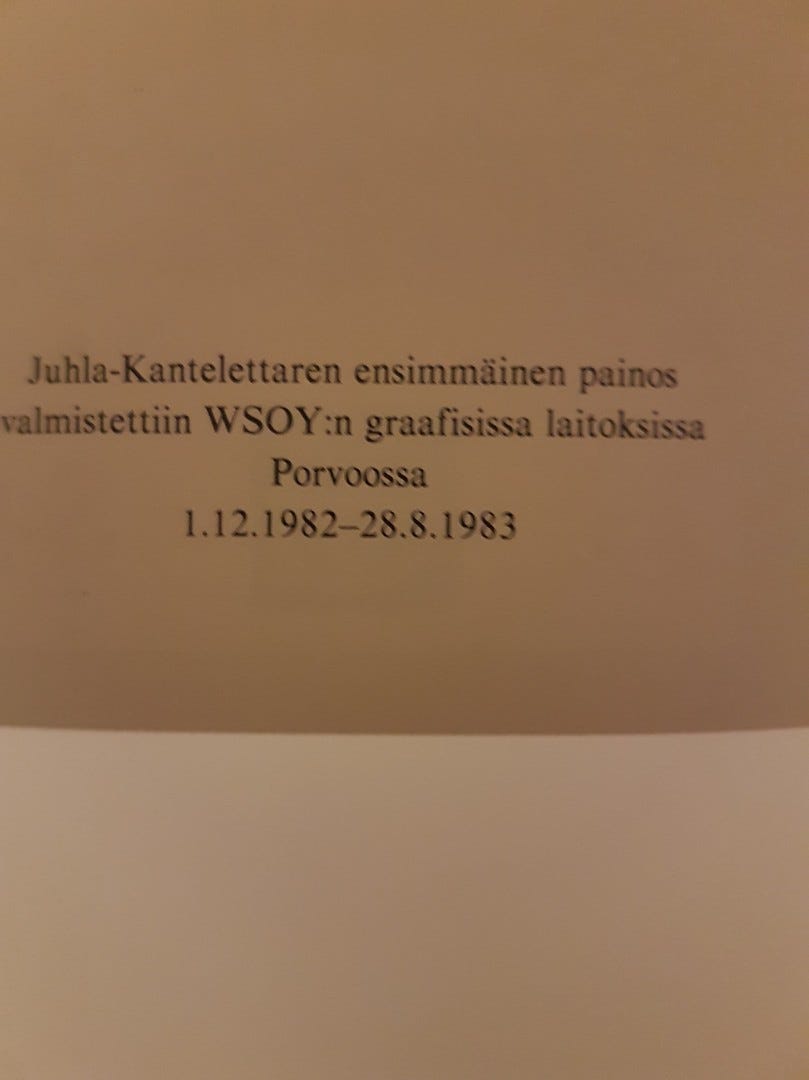 Juhla-Kantelettaren ensimmäinen painos
valmistettiin WSOY:n graafisissa laitoksissa
Porvoossa
1.12.1982–28.8.1983